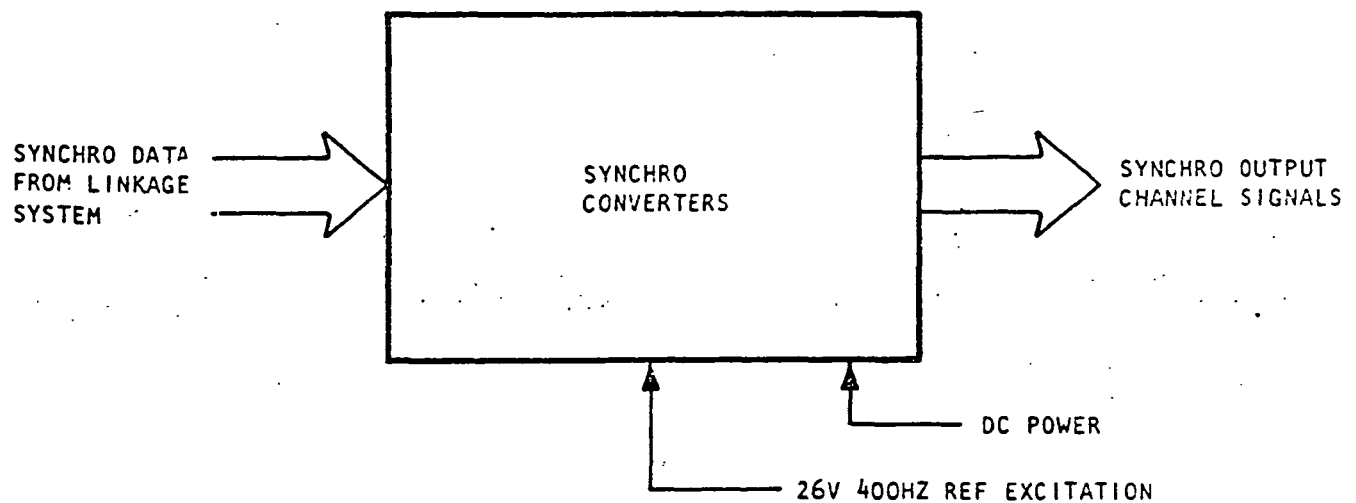 SYNCHRO DATA
FROM LINKAGE
SYSTEM
SYNCHRO
CONVERTERS
SYNCHRO OUTPUT
CHANNEL SIGNALS
DC POWER
26V 400HZ REF EXCITATION